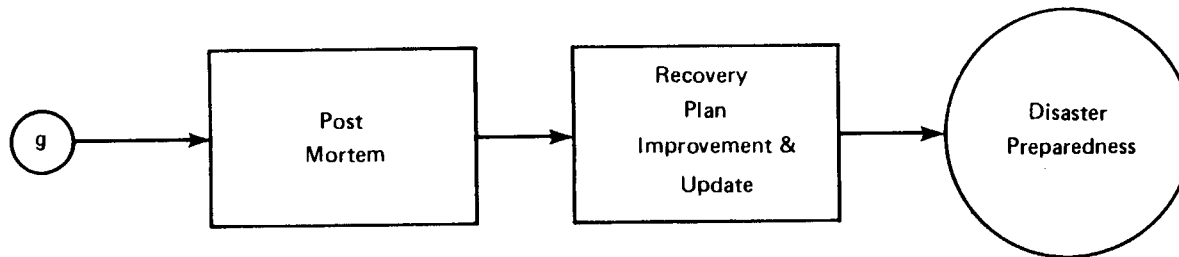 g
Post
Mortem
Recovery
Plan
Improvement &
Update
Disaster
Preparedness